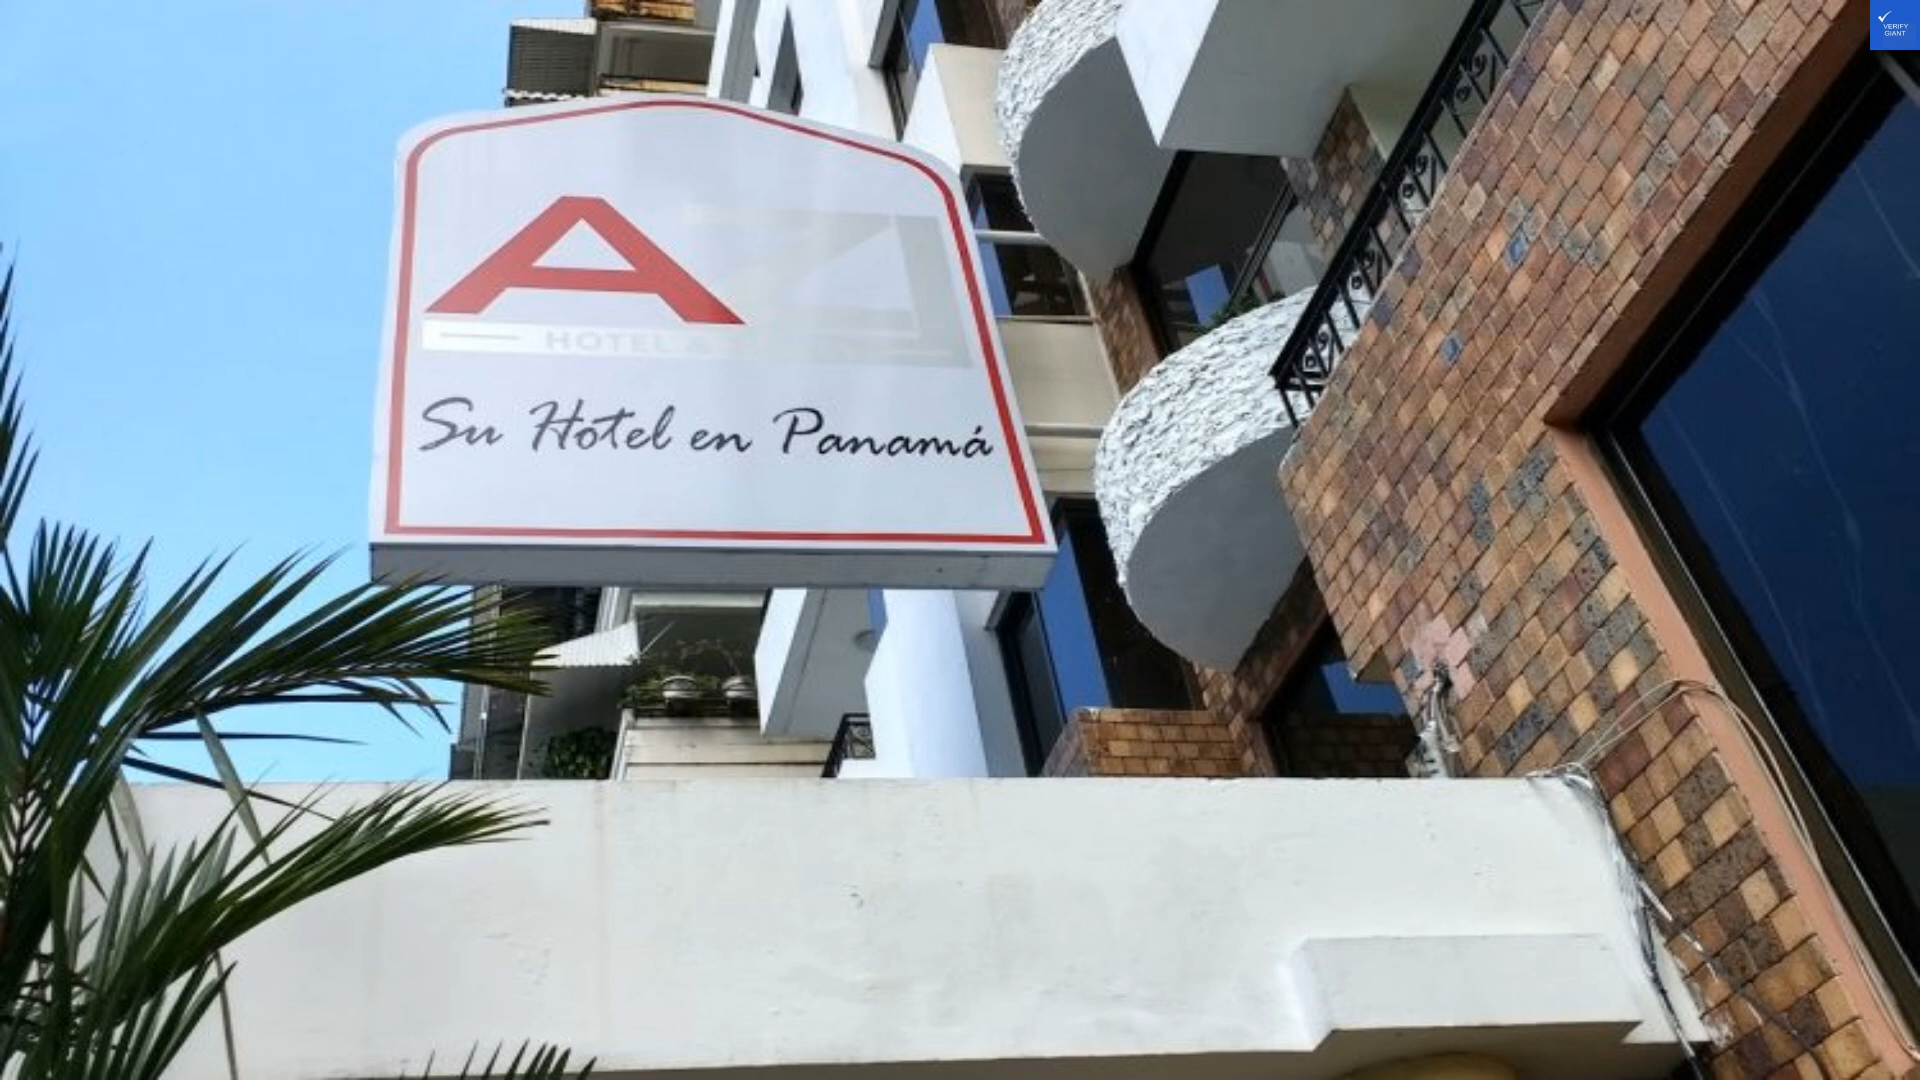 A
HOTEL A
Su Hotel en Panamá
VERIFY
GIANT